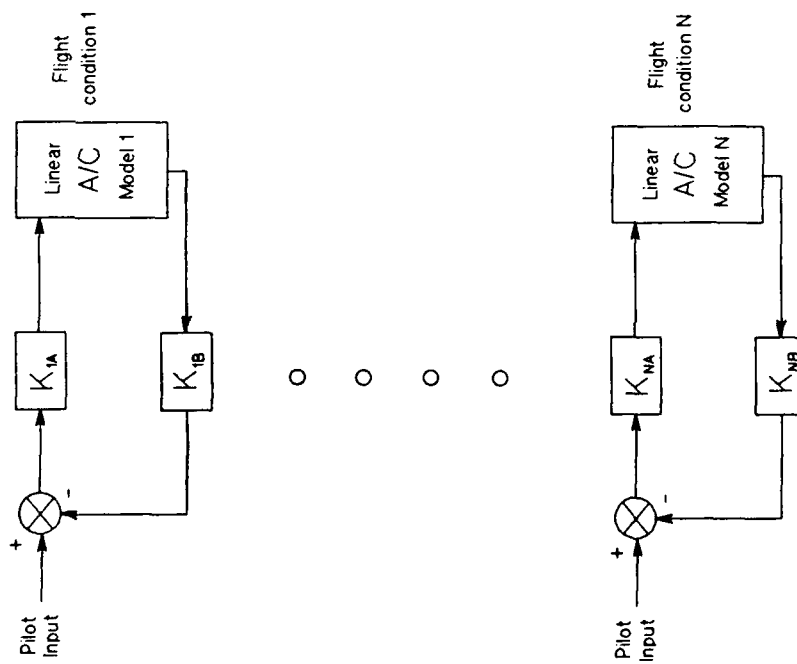 Pilot
Input
+
-
K1A
K1B
Linear
A/C
Model 1
Flight
condition 1
Pilot
Input
+
-
KNA
KNB
Linear
A/C
Model N
Flight
condition N